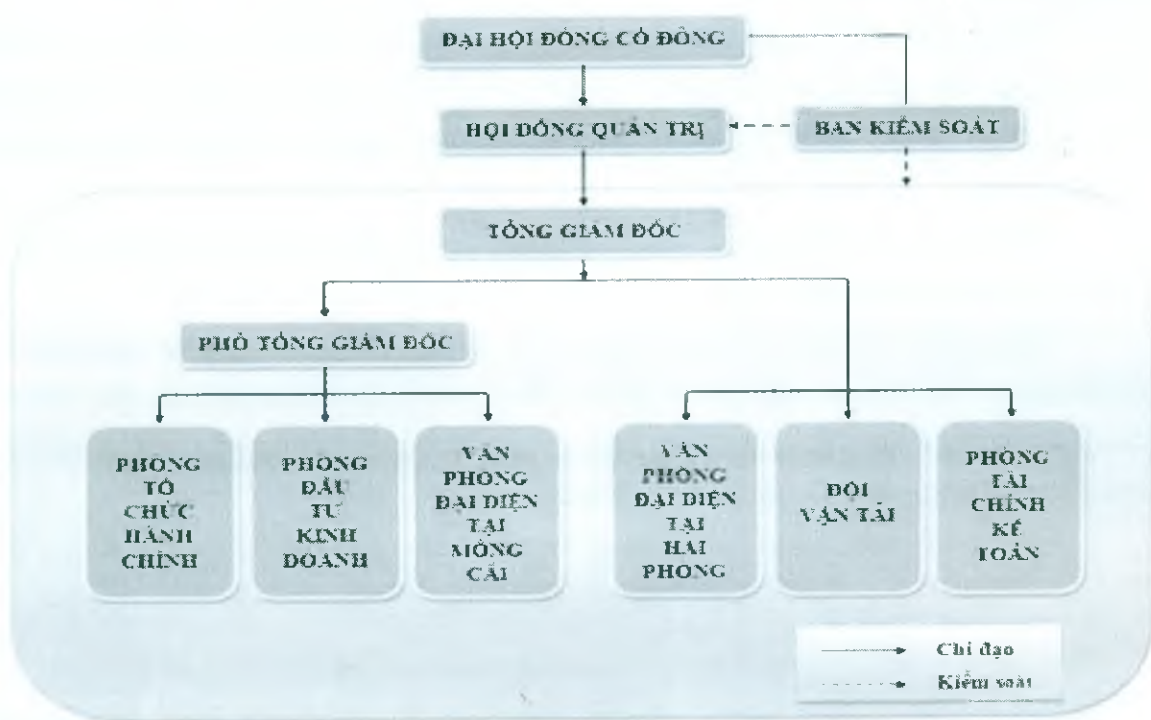 ĐẠI HỘI ĐỒNG CỔ ĐÔNG
HỘI ĐỒNG QUẢN TRỊ
BAN KIỂM SOÁT
TỔNG GIÁM ĐỐC
PHÓ TỔNG GIÁM ĐỐC
PHÒNG
TỔ
CHỨC
HÀNH
CHÍNH
PHÒNG
ĐẦU
TƯ
KINH
DOANH
VĂN
PHÒNG
ĐẠI DIỆN
TẠI
MÓNG
CÁI
VĂN
PHÒNG
ĐẠI DIỆN
TẠI
HẢI
PHÒNG
ĐỘI
VẬN TẢI
PHÒNG
TÀI
CHÍNH
KẾ
TOÁN
Chỉ đạo
Kiểm soát